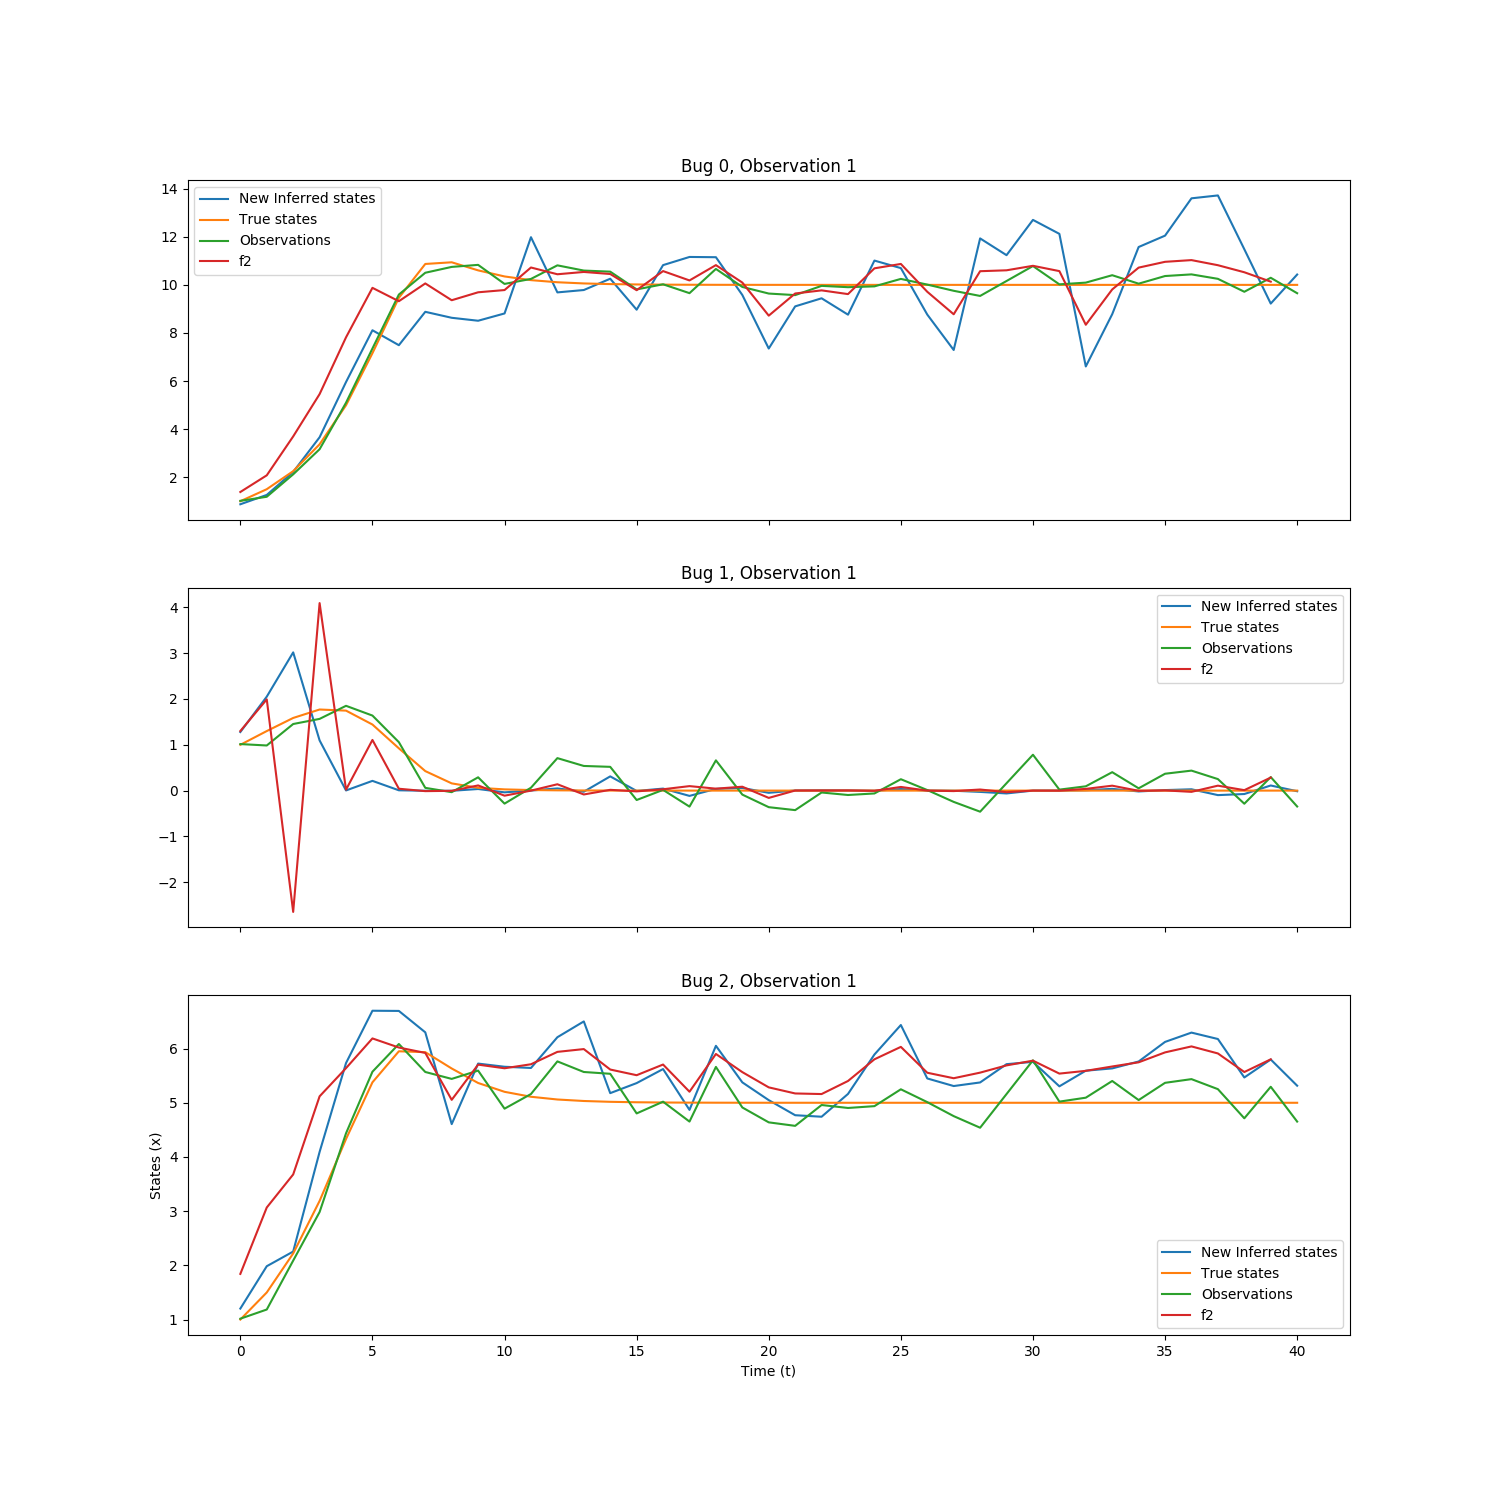 Bug 0, Observation 1
14
12
10
8
6
4
2
New Inferred states
True states
Observations
f2
Bug 1, Observation 1
4
3
2
1
0
−1
−2
New Inferred states
True states
Observations
f2
Bug 2, Observation 1
6
5
4
3
2
1
States (x)
New Inferred states
True states
Observations
f2
0 5 10 15 20 25 30 35 40
Time (t)